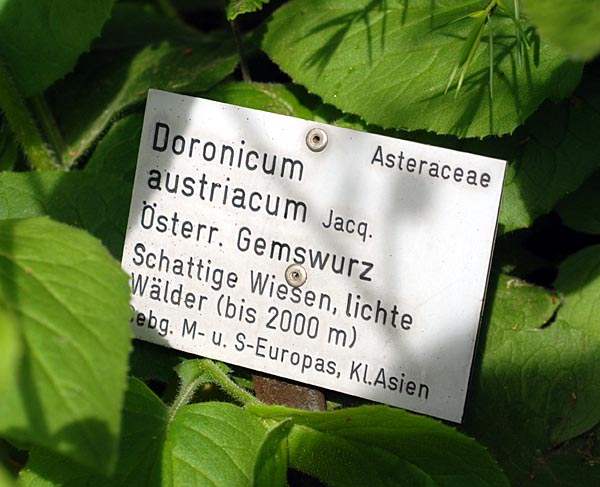 Doronicum Asteraceae
austriacum Jacq.
Österr. Gemswurz
Schattige Wiesen, lichte
Wälder (bis 2000 m)
Gebg. M- u. S-Europas, Kl.Asien